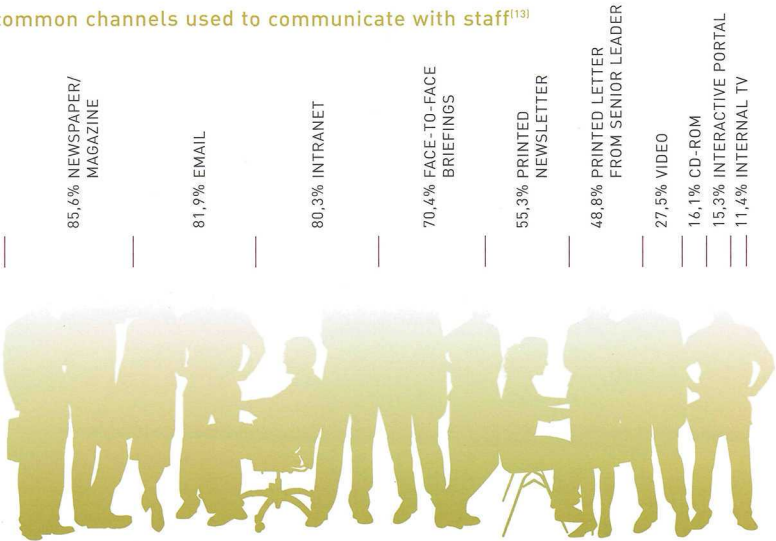 ommon channels used to communicate with staff(13)
85,6% NEWSPAPER/
MAGAZINE
81,9% EMAIL
80,3% INTRANET
70,4% FACE-TO-FACE
BRIEFINGS
55,3% PRINTED
NEWSLETTER
48,8% PRINTED LETTER
FROM SENIOR LEADER
27,5% VIDEO
16,1% CD-ROM
15,3% INTERACTIVE PORTAL
11,4% INTERNAL TV